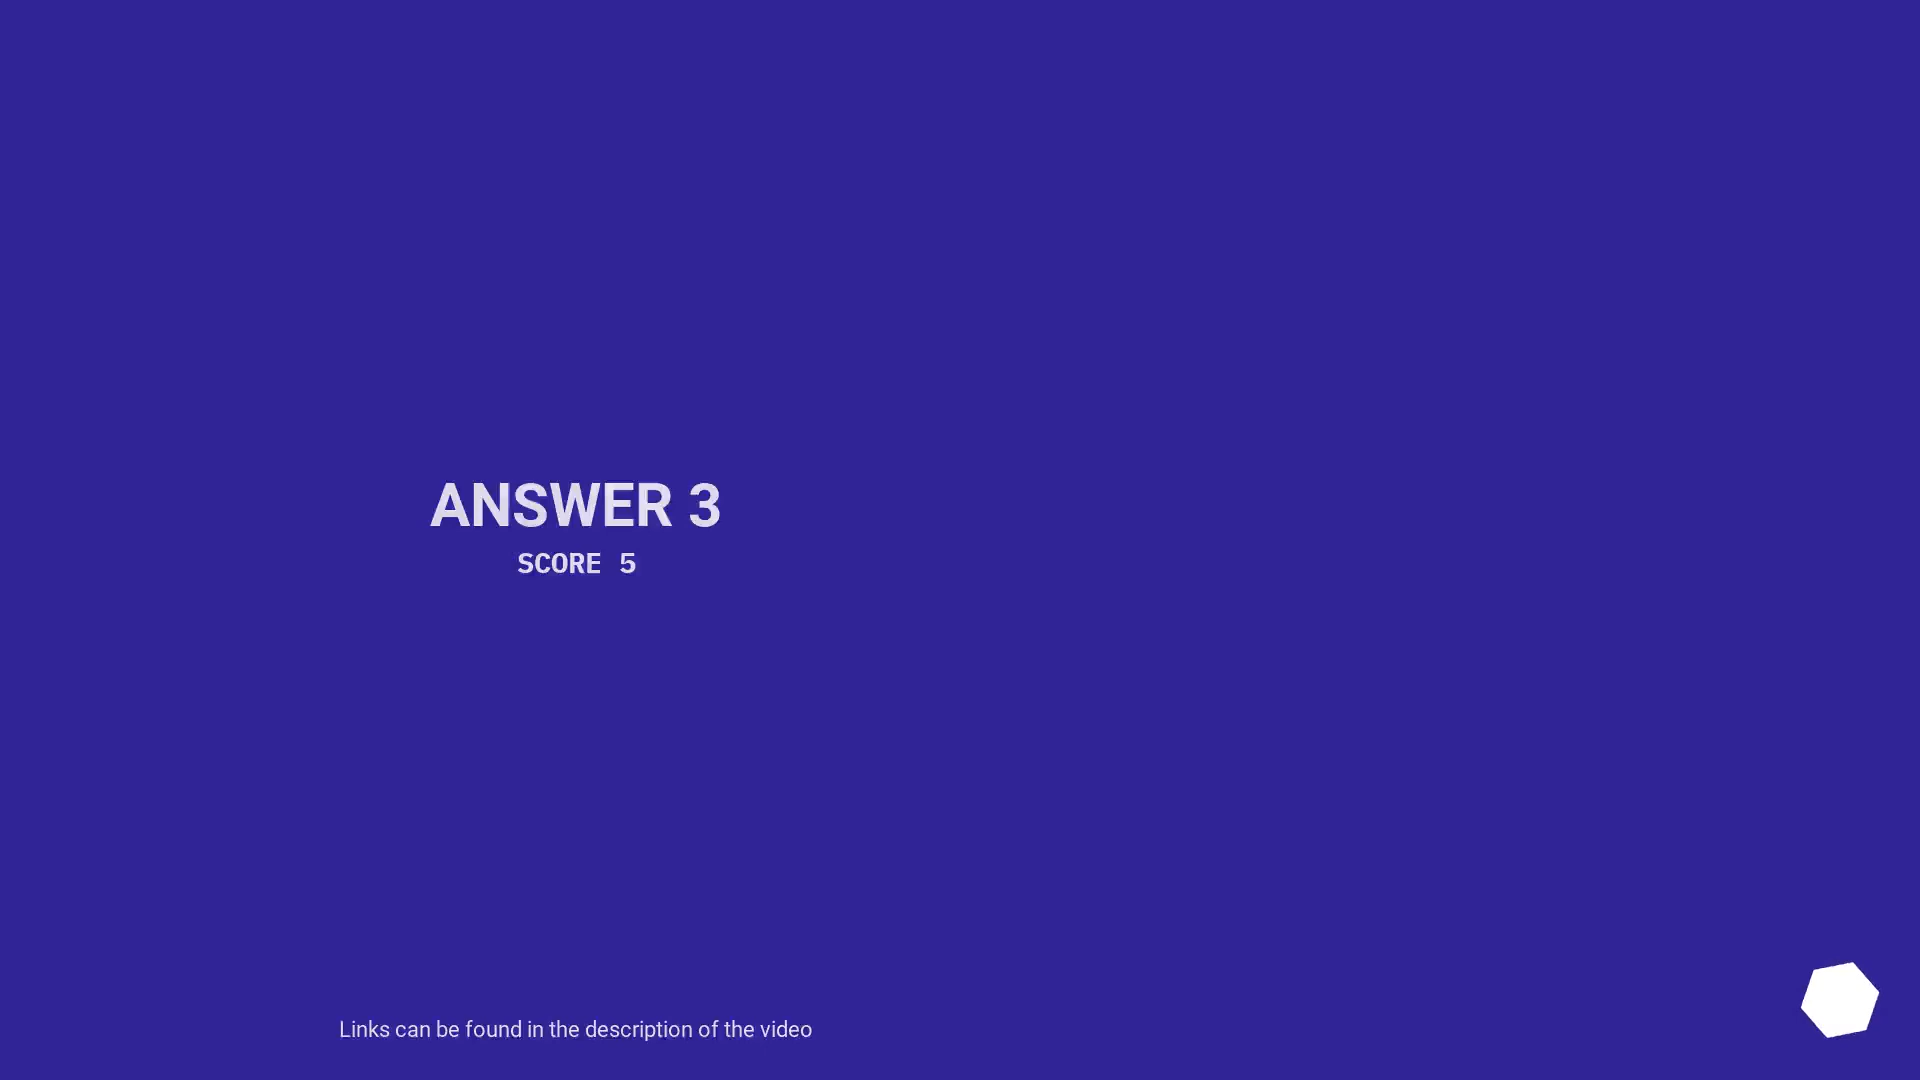 ANSWER 3
SCORE 5
Links can be found in the description of the video